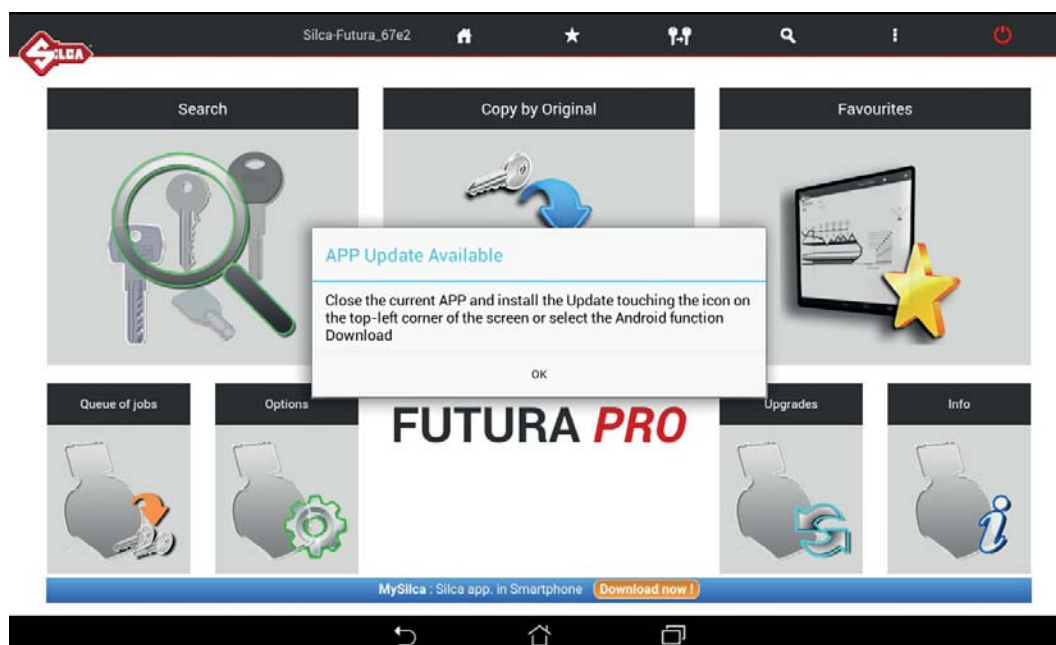 SILCA
Silca-Futura_67e2
Search
Copy by Original
Favourites
APP Update Available
Close the current APP and install the Update touching the icon on
the top-left corner of the screen or select the Android function
Download
OK
Queue of jobs
Options
Upgrades
Info
FUTURA PRO
MySilca : Silca app. in Smartphone Download now !